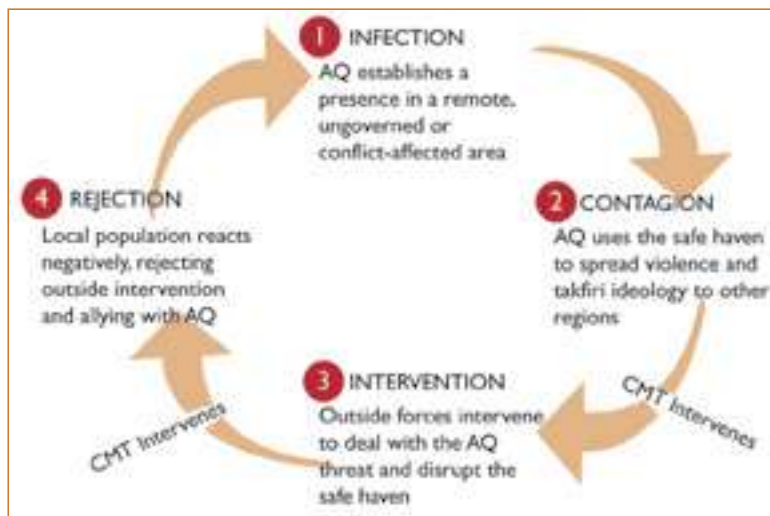 1 INFECTION
AQ establishes a
presence in a remote,
ungoverned or
conflict-affected area
2 CONTAGION
AQ uses the safe haven
to spread violence and
takfiri ideology to other
regions
CMT Intervenes
3 INTERVENTION
Outside forces intervene
to deal with the AQ
threat and disrupt the
safe haven
CMT Intervenes
4 REJECTION
Local population reacts
negatively, rejecting
outside intervention
and allying with AQ